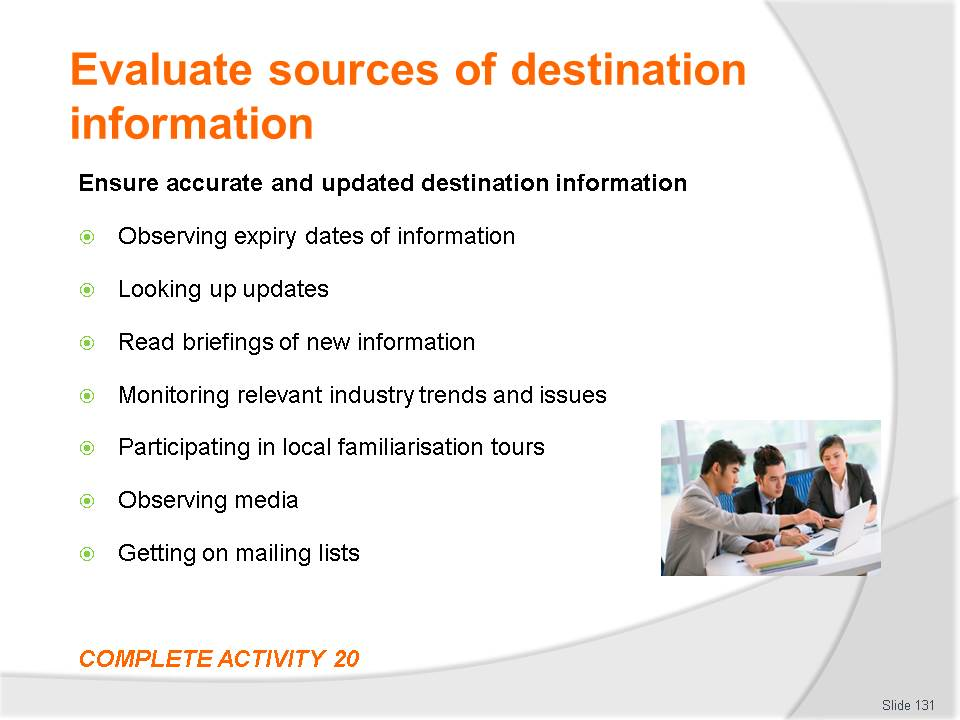 Evaluate sources of destination
information
Ensure accurate and updated destination information
Observing expiry dates of information
Looking up updates
Read briefings of new information
Monitoring relevant industry trends and issues
Participating in local familiarisation tours
Observing media
Getting on mailing lists
COMPLETE ACTIVITY 20
Slide 131